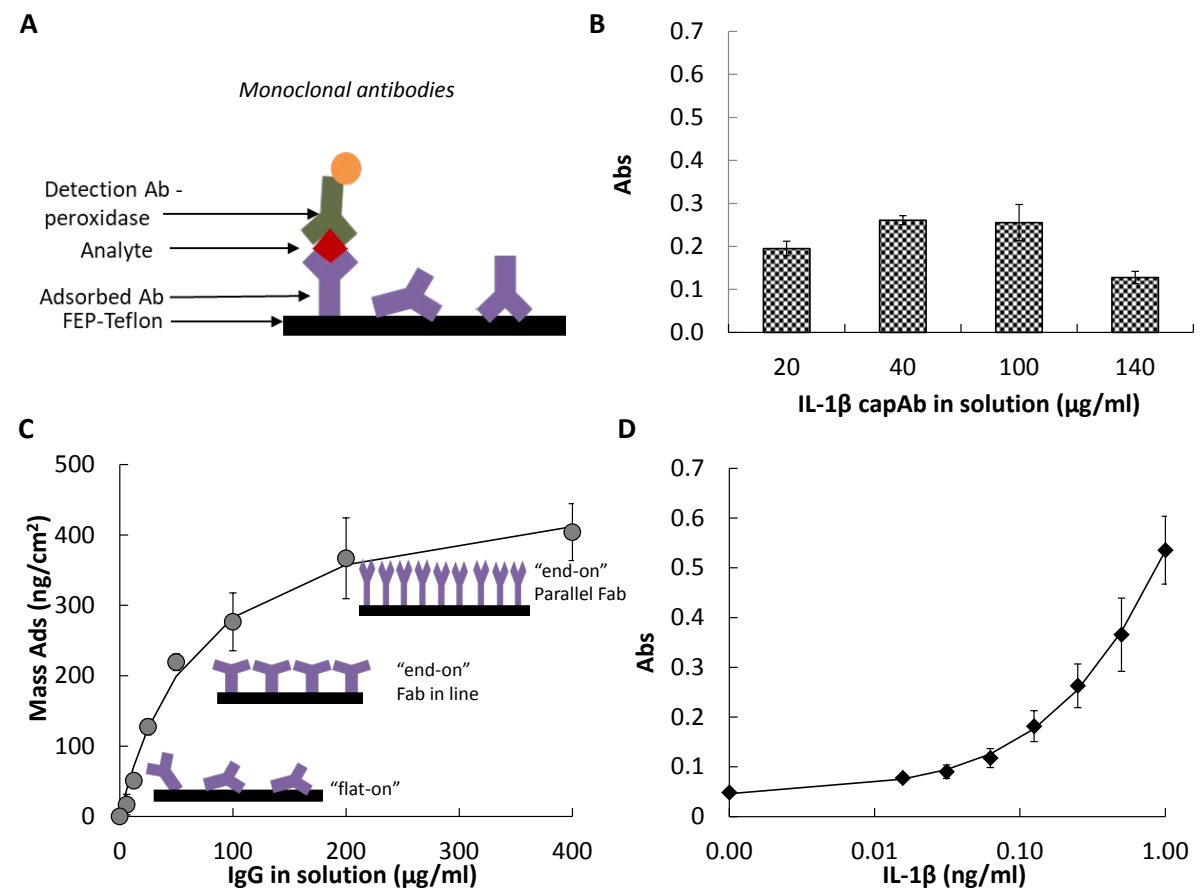 A
Monoclonal antibodies
Detection Ab -
peroxidase
Analyte
Adsorbed Ab
FEP-Teflon
B
0.7
0.6
0.5
0.4
0.3
0.2
0.1
0.0
Abs
20 40 100 140
IL-1β capAb in solution (µg/ml)
C
500
400
300
200
100
0
Mass Ads (ng/cm²)
"end-on"
Parallel Fab
"end-on"
Fab in line
"flat-on"
0 100 200 300 400
IgG in solution (µg/ml)
D
0.7
0.6
0.5
0.4
0.3
0.2
0.1
0
Abs
0.00 0.01 0.10 1.00
IL-1β (ng/ml)